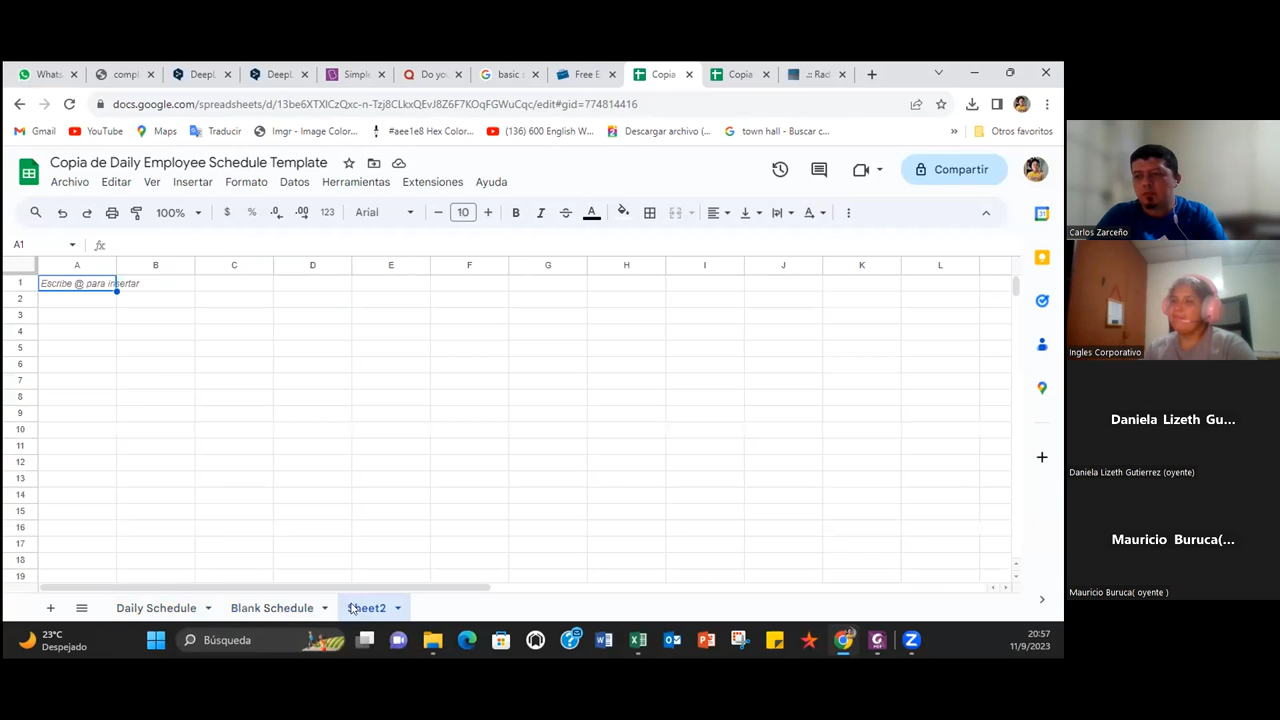 Whats
compl
DeepL
DeepL
Simple
Do yo
basic s
Free E
Copia
Copia
.:: Rad
docs.google.com/spreadsheets/d/13be6XTXlCzQxc-n-Tzj8CLkxQEvJ8Z6F7KOqFGWuCqc/edit#gid=774814416
Gmail YouTube Maps Traducir Imgr - Image Color... #aee1e8 Hex Color... (136) 600 English W... Descargar archivo (... town hall - Buscar c... » Otros favoritos
Copia de Daily Employee Schedule Template
Archivo Editar Ver Insertar Formato Datos Herramientas Extensiones Ayuda
Compartir
100% $ % .0 .00 123 Arial − 10 + B I S A
A1 fx
A B C D E F G H I J K L
1 Escribe @ para insertar
2
3
4
5
6
7
8
9
10
11
12
13
14
15
16
17
18
19
+ Daily Schedule Blank Schedule Sheet2
23°C
Despejado
Búsqueda
20:57
11/9/2023
Carlos Zarceño
Ingles Corporativo
Daniela Lizeth Gu...
Daniela Lizeth Gutierrez (oyente)
Mauricio Buruca(...
Mauricio Buruca( oyente )